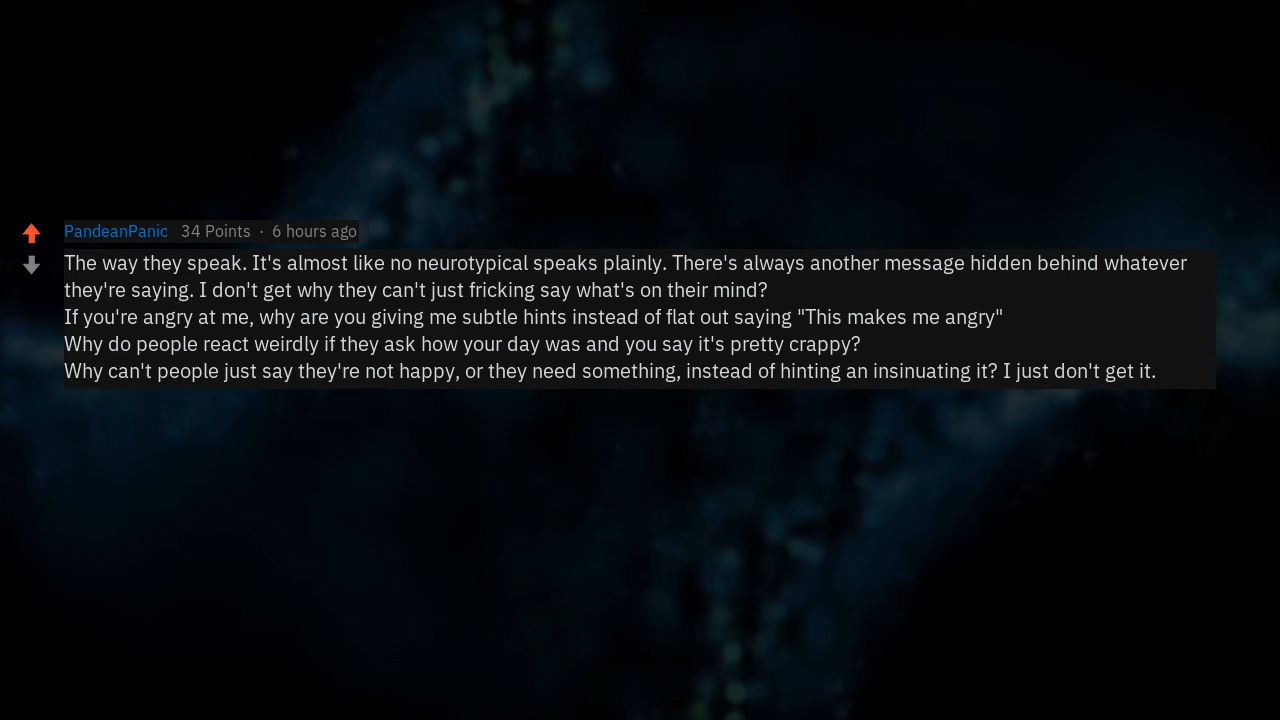 PandeanPanic 34 Points · 6 hours ago
The way they speak. It's almost like no neurotypical speaks plainly. There's always another message hidden behind whatever
they're saying. I don't get why they can't just fricking say what's on their mind?
If you're angry at me, why are you giving me subtle hints instead of flat out saying "This makes me angry"
Why do people react weirdly if they ask how your day was and you say it's pretty crappy?
Why can't people just say they're not happy, or they need something, instead of hinting an insinuating it? I just don't get it.